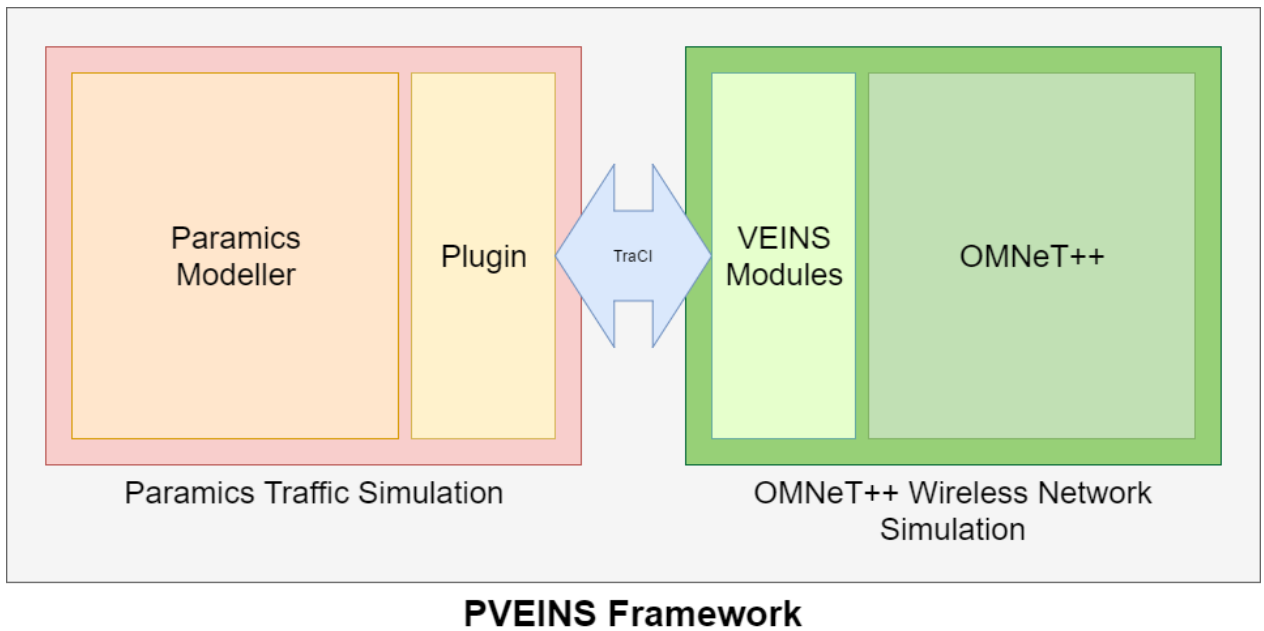 Paramics
Modeller
Plugin
TraCI
VEINS
Modules
OMNeT++
Paramics Traffic Simulation
OMNeT++ Wireless Network
Simulation
PVEINS Framework